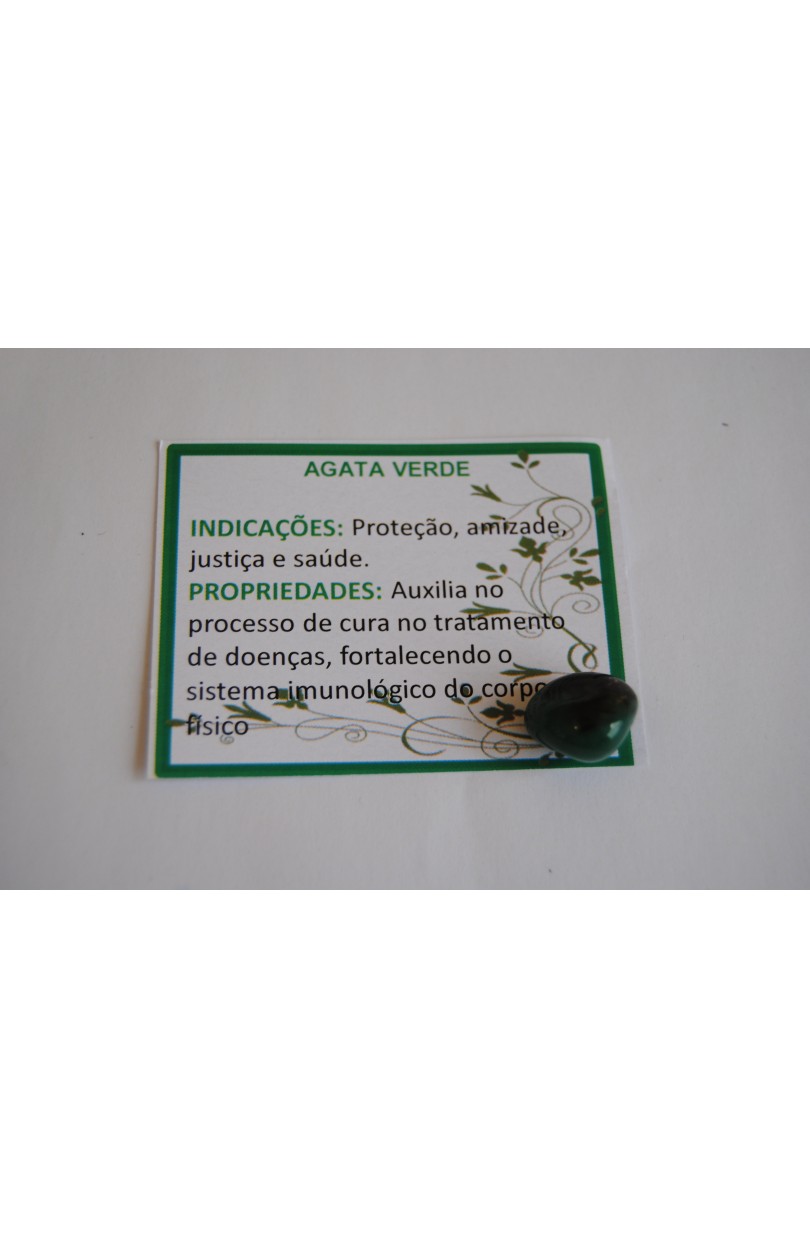 AGATA VERDE
INDICAÇÕES: Proteção, amizade,
justiça e saúde.
PROPRIEDADES: Auxilia no
processo de cura no tratamento
de doenças, fortalecendo o
sistema imunológico do corpo
físico